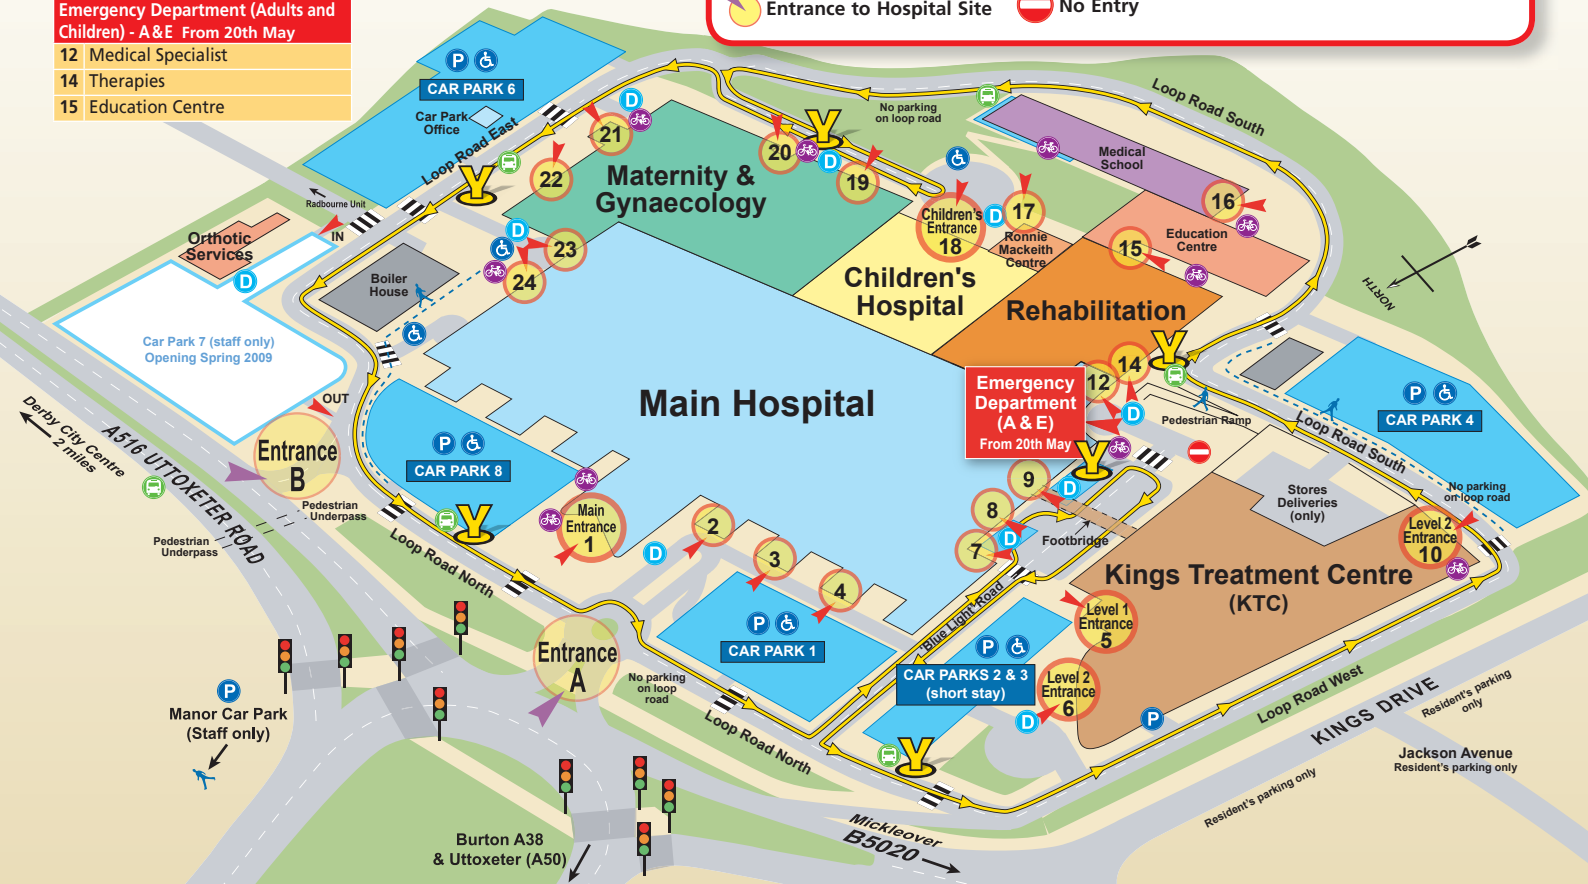 Emergency Department (Adults and
Children) - A&E From 20th May
12 Medical Specialist
14 Therapies
15 Education Centre
Entrance to Hospital Site
No Entry
P
CAR PARK 6
Car Park
Office
Loop Road East
D
21
22
Y
Radbourne Unit
IN
Orthotic
Services
D
Boiler
House
D
23
24
Maternity &
Gynaecology
20
Y
D
19
No parking
on loop road
Loop Road South
Medical
School
16
Education
Centre
15
Children's
Entrance
18
D
17
Ronnie
Mackeith
Centre
Children's
Hospital
Rehabilitation
NORTH
Car Park 7 (staff only)
Opening Spring 2009
OUT
Entrance
B
Derby City Centre
2 miles
A516 UTTOXETER ROAD
Pedestrian
Underpass
Pedestrian
Underpass
P
CAR PARK 8
Y
Loop Road North
Main Hospital
Main
Entrance
1
D
2
3
4
Emergency
Department
(A & E)
From 20th May
12
14
Y
D
Pedestrian Ramp
Y
9
D
8
D
7
Footbridge
P
CAR PARK 4
Loop Road South
No parking
on loop road
Stores
Deliveries
(only)
Level 2
Entrance
10
Kings Treatment Centre
(KTC)
Level 1
Entrance
5
Level 2
Entrance
6
D
P
'Blue Light' Road
P
CAR PARKS 2 & 3
(short stay)
Y
P
CAR PARK 1
No parking
on loop
road
Loop Road North
Entrance
A
P
Manor Car Park
(Staff only)
Burton A38
& Uttoxeter (A50)
Mickleover
B5020
Loop Road West
KINGS DRIVE
Resident's parking
only
Jackson Avenue
Resident's parking only
Resident's parking only